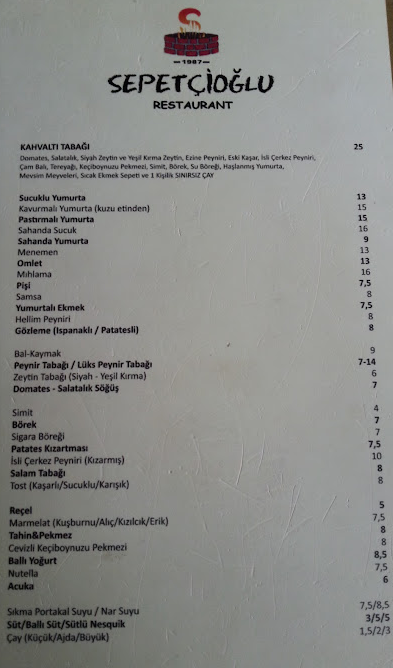 —1987—
SEPETÇİOĞLU
RESTAURANT
KAHVALTI TABAĞI 25
Domates, Salatalık, Siyah Zeytin ve Yeşil Kırma Zeytin, Ezine Peyniri, Eski Kaşar, İsli Çerkez Peyniri,
Çam Balı, Tereyağı, Keçiboynuzu Pekmezi, Simit, Börek, Su Böreği, Haşlanmış Yumurta,
Mevsim Meyveleri, Sıcak Ekmek Sepeti ve 1 Kişilik SINIRSIZ ÇAY
Sucuklu Yumurta 13
Kavurmalı Yumurta (kuzu etinden) 15
Pastırmalı Yumurta 15
Sahanda Sucuk 16
Sahanda Yumurta 9
Menemen 13
Omlet 13
Mıhlama 16
Pişi 7,5
Samsa 8
Yumurtalı Ekmek 7,5
Hellim Peyniri 8
Gözleme (Ispanaklı / Patatesli) 8
Bal-Kaymak 9
Peynir Tabağı / Lüks Peynir Tabağı 7-14
Zeytin Tabağı (Siyah - Yeşil Kırma) 6
Domates - Salatalık Söğüş 7
Simit 4
Börek 7
Sigara Böreği 7
Patates Kızartması 7,5
İsli Çerkez Peyniri (Kızarmış) 10
Salam Tabağı 8
Tost (Kaşarlı/Sucuklu/Karışık) 8
Reçel 5
Marmelat (Kuşburnu/Alıç/Kızılcık/Erik) 7,5
Tahin&Pekmez 8
Cevizli Keçiboynuzu Pekmezi 8
Ballı Yoğurt 8,5
Nutella 7,5
Acuka 6
Sıkma Portakal Suyu / Nar Suyu 7,5/8,5
Süt/Ballı Süt/Sütlü Nesquik 3/5/5
Çay (Küçük/Ajda/Büyük) 1,5/2/3